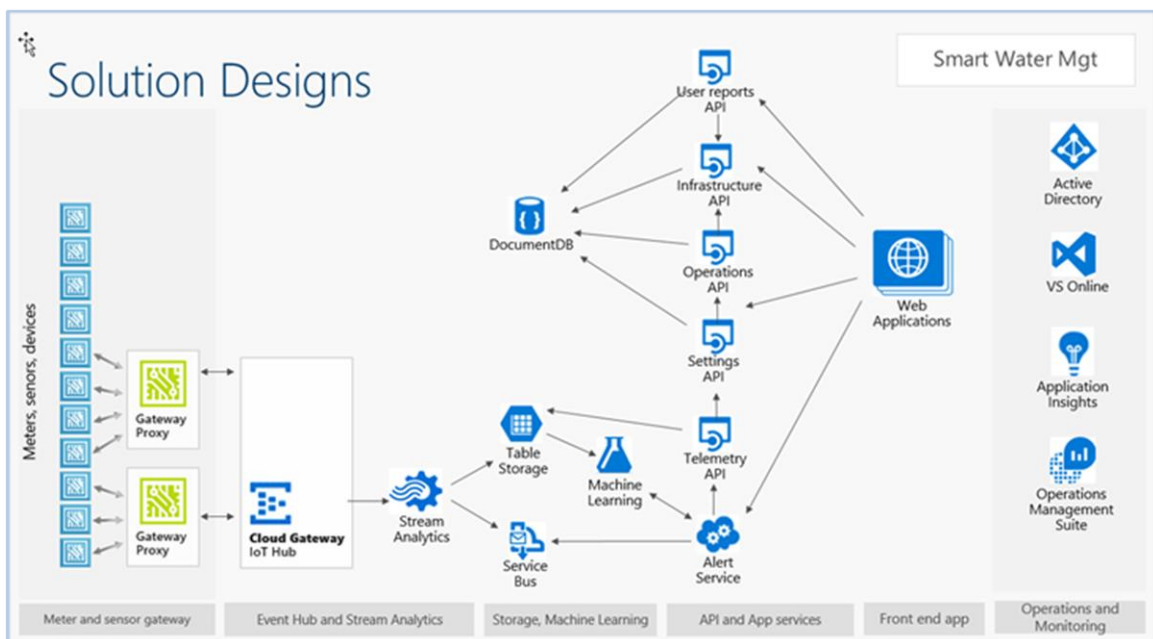 Solution Designs
Smart Water Mgt
Meters, senors, devices
Gateway
Proxy
Gateway
Proxy
Cloud Gateway
IoT Hub
Stream
Analytics
DocumentDB
Table
Storage
Machine
Learning
Service
Bus
User reports
API
Infrastructure
API
Operations
API
Settings
API
Telemetry
API
Alert
Service
Web
Applications
Active
Directory
VS Online
Application
Insights
Operations
Management
Suite
Meter and sensor gateway
Event Hub and Stream Analytics
Storage, Machine Learning
API and App services
Front end app
Operations and
Monitoring